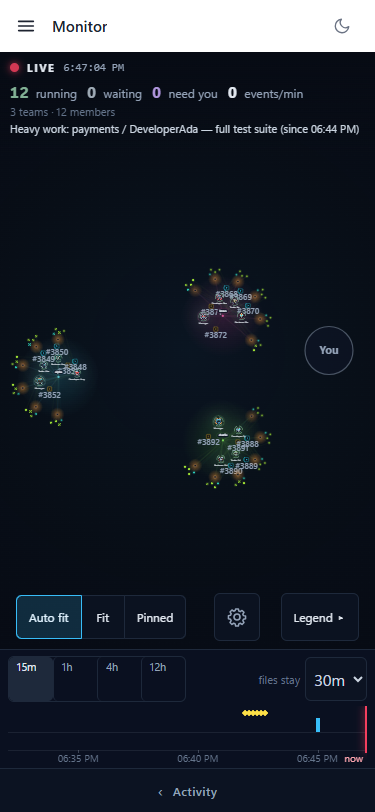 Monitor
LIVE 6:47:04 PM
12 running 0 waiting 0 need you 0 events/min
3 teams · 12 members
Heavy work: payments / DeveloperAda — full test suite (since 06:44 PM)
#3869
#3870
#3872
You
#3850
#3852
#3892
#3888
#3889
#3890
Auto fit
Fit
Pinned
Legend ▸
15m
1h
4h
12h
files stay 30m
06:35 PM
06:40 PM
06:45 PM
now
‹ Activity